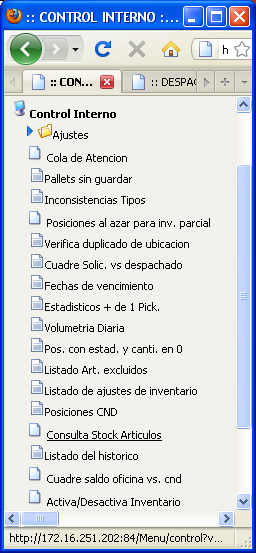 :: CONTROL INTERNO :...
h
:: CON...
:: DESPAC
Control Interno
Ajustes
Cola de Atencion
Pallets sin guardar
Inconsistencias Tipos
Posiciones al azar para inv. parcial
Verifica duplicado de ubicacion
Cuadre Solic. vs despachado
Fechas de vencimiento
Estadisticos + de 1 Pick.
Volumetria Diaria
Pos. con estad. y canti. en 0
Listado Art. excluidos
Listado de ajustes de inventario
Posiciones CND
Consulta Stock Articulos
Listado del historico
Cuadre saldo oficina vs. cnd
Activa/Desactiva Inventario
http://172.16.251.202:84/Menu/control?v...